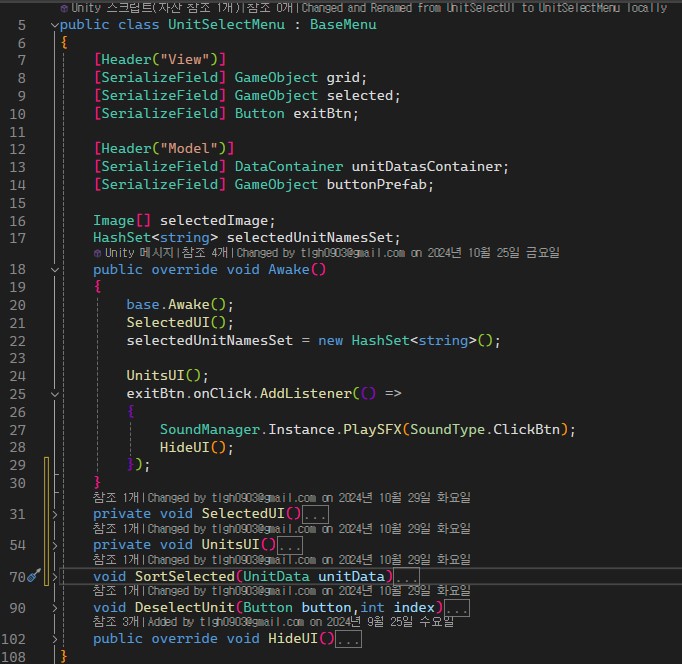 Unity 스크립트(자산 참조 1개)|참조 0개|Changed and Renamed from UnitSelectUI to UnitSelectMenu locally
5 public class UnitSelectMenu : BaseMenu
6 {
7 [Header("View")]
8 [SerializeField] GameObject grid;
9 [SerializeField] GameObject selected;
10 [SerializeField] Button exitBtn;
11
12 [Header("Model")]
13 [SerializeField] DataContainer unitDatasContainer;
14 [SerializeField] GameObject buttonPrefab;
15
16 Image[] selectedImage;
17 HashSet<string> selectedUnitNamesSet;
Unity 메시지|참조 4개|Changed by tlgh0903@gmail.com on 2024년 10월 25일 금요일
18 public override void Awake()
19 {
20 base.Awake();
21 SelectedUI();
22 selectedUnitNamesSet = new HashSet<string>();
23
24 UnitsUI();
25 exitBtn.onClick.AddListener(() =>
26 {
27 SoundManager.Instance.PlaySFX(SoundType.ClickBtn);
28 HideUI();
29 });
30 }
참조 1개|Changed by tlgh0903@gmail.com on 2024년 10월 29일 화요일
31 private void SelectedUI()...
참조 1개|Changed by tlgh0903@gmail.com on 2024년 10월 29일 화요일
54 private void UnitsUI()...
참조 1개|Changed by tlgh0903@gmail.com on 2024년 10월 29일 화요일
70 void SortSelected(UnitData unitData)...
참조 1개|Changed by tlgh0903@gmail.com on 2024년 10월 29일 화요일
90 void DeselectUnit(Button button,int index)...
참조 3개|Added by tlgh0903@gmail.com on 2024년 9월 25일 수요일
102 public override void HideUI()...
108 }